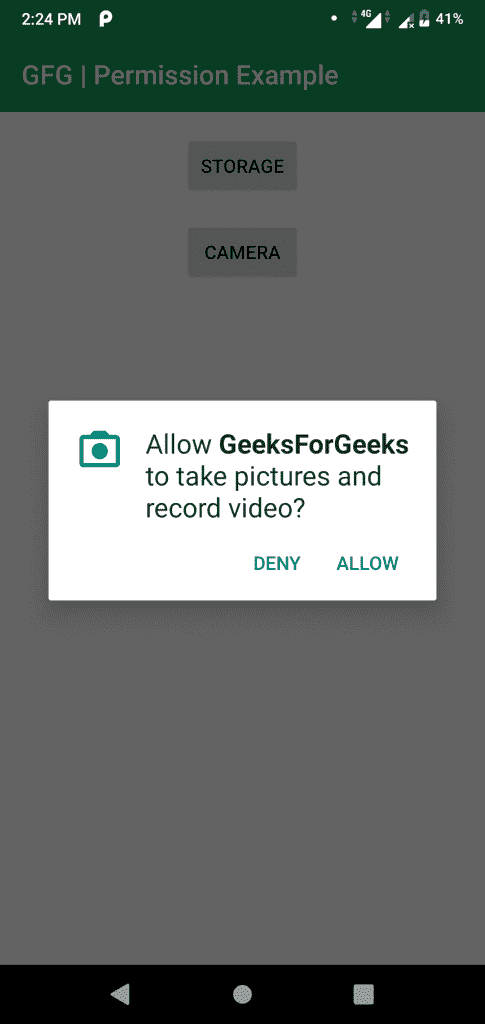 2:24 PM
4G
41%
GFG | Permission Example
STORAGE
CAMERA
Allow GeeksForGeeks
to take pictures and
record video?
DENY ALLOW